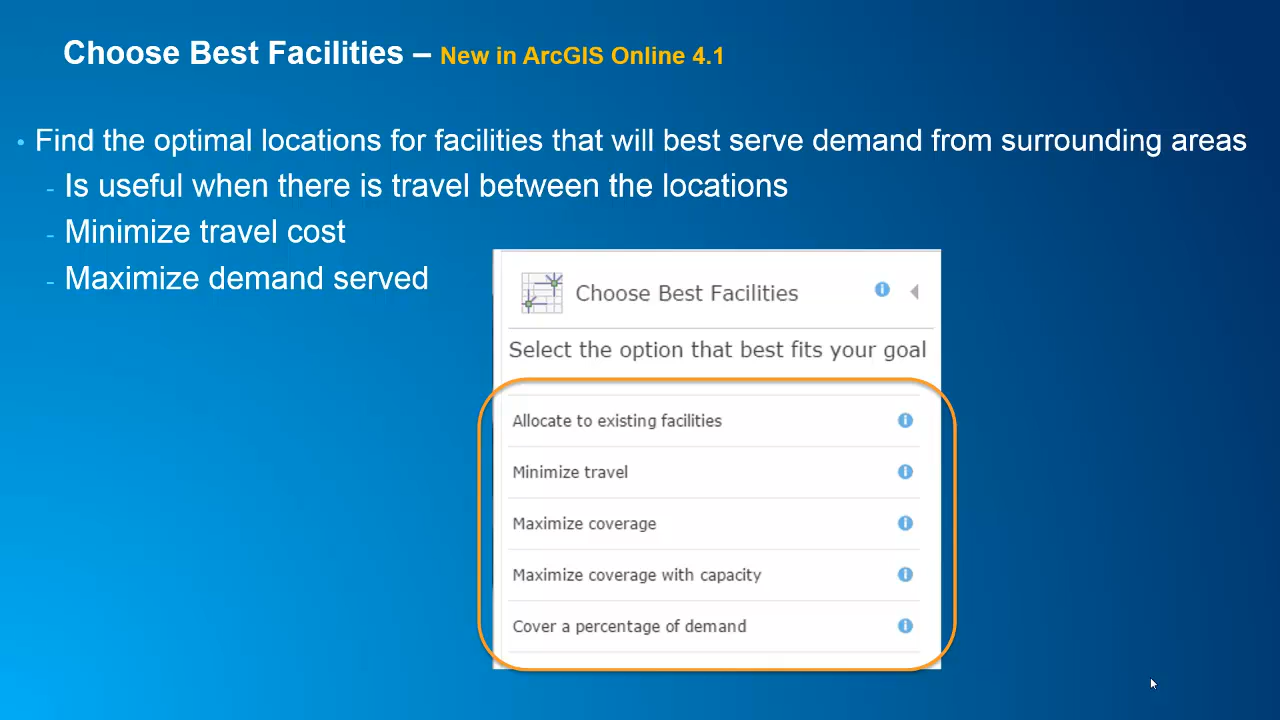 Choose Best Facilities – New in ArcGIS Online 4.1
• Find the optimal locations for facilities that will best serve demand from surrounding areas
- Is useful when there is travel between the locations
- Minimize travel cost
- Maximize demand served
Choose Best Facilities
Select the option that best fits your goal
Allocate to existing facilities
Minimize travel
Maximize coverage
Maximize coverage with capacity
Cover a percentage of demand